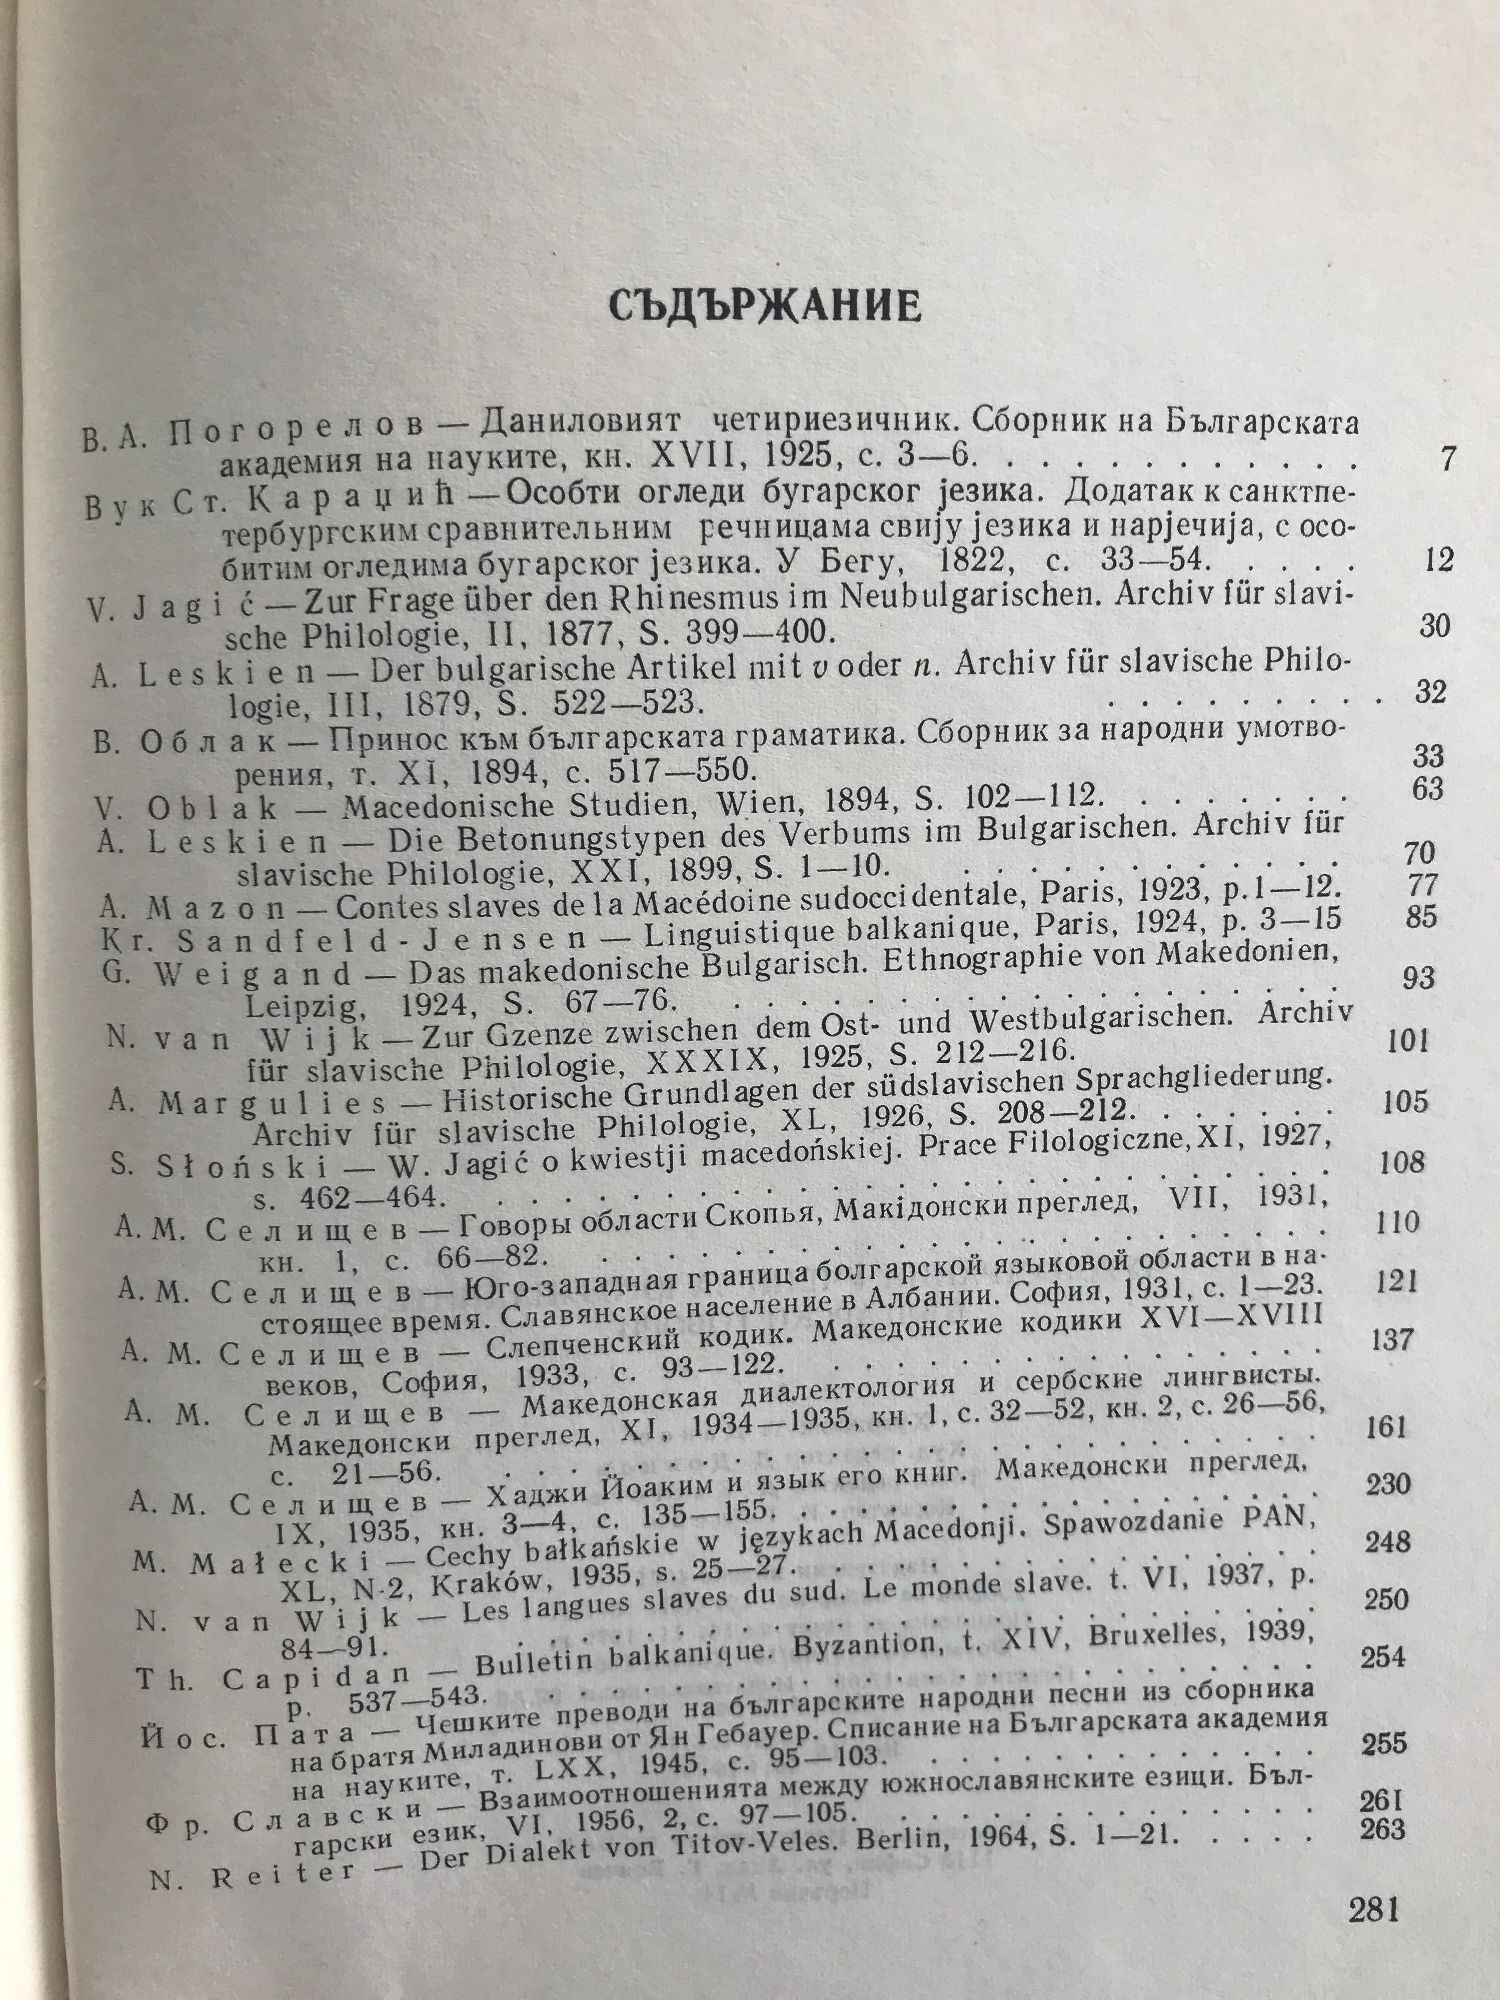 СЪДЪРЖАНИЕ
В. А. Погорелов — Даниловият четириезичник. Сборник на Българската
академия на науките, кн. XVII, 1925, с. 3—6. . . . . . . . . . . . . 7
Вук Ст. Караџић — Особти огледи бугарског језика. Додатак к санктпе-
тербургским сравнительним речницама свију језика и нарјечија, с осо-
битим огледима бугарског језика. У Бегу, 1822, с. 33—54. . . . . 12
V. Jagić — Zur Frage über den Rhinesmus im Neubulgarischen. Archiv für slavi-
sche Philologie, II, 1877, S. 399—400. 30
A. Leskien — Der bulgarische Artikel mit v oder n. Archiv für slavische Philo-
logie, III, 1879, S. 522—523. . . . . . . . . . 32
В. Облак — Принос към българската граматика. Сборник за народни умотво-
рения, т. XI, 1894, с. 517—550. 33
V. Oblak — Macedonische Studien, Wien, 1894, S. 102—112. . . . . . . . 63
A. Leskien — Die Betonungstypen des Verbums im Bulgarischen. Archiv für
slavische Philologie, XXI, 1899, S. 1—10. . . . . . . . . . . 70
A. Mazon — Contes slaves de la Macédoine sudoccidentale, Paris, 1923, p. 1—12. 77
Kr. Sandfeld-Jensen — Linguistique balkanique, Paris, 1924, p. 3—15 85
G. Weigand — Das makedonische Bulgarisch. Ethnographie von Makedonien,
Leipzig, 1924, S. 67—76. . . . . . . . . . . . . . . . . 93
N. van Wijk — Zur Gzenze zwischen dem Ost- und Westbulgarischen. Archiv
für slavische Philologie, XXXIX, 1925, S. 212—216. 101
A. Margulies — Historische Grundlagen der südslavischen Sprachgliederung.
Archiv für slavische Philologie, XL, 1926, S. 208—212. . . . . . . 105
S. Słoński — W. Jagić o kwiestji macedońskiej. Prace Filologiczne, XI, 1927,
s. 462—464. . . . . . . . . . . . . . . . . . . . . . 108
А. М. Селищев — Говоры области Скопья, Макідонски преглед, VII, 1931,
кн. 1, с. 66—82. . . . . . . . . . . . . . . . . . . 110
А. М. Селищев — Юго-западная граница болгарской языковой области в на-
стоящее время. Славянское население в Албании. София, 1931, с. 1—23. 121
А. М. Селищев — Слепченский кодик. Македонские кодики XVI—XVIII
веков, София, 1933, с. 93—122. . . . . . . . . . . . . . 137
А. М. Селищев — Македонская диалектология и сербские лингвисты.
Македонски преглед, XI, 1934—1935, кн. 1, с. 32—52, кн. 2, с. 26—56,
с. 21—56. . . . . . . . . . . . . . . . . . . . . 161
А. М. Селищев — Хаджи Йоаким и язык его книг. Македонски преглед,
IX, 1935, кн. 3—4, с. 135—155. . . . . . . . . . . . . . 230
M. Małecki — Cechy bałkańskie w językach Macedonji. Spawozdanie PAN,
XL, N-2, Kraków, 1935, s. 25—27. . . . . . . . . . . . . . 248
N. van Wijk — Les langues slaves du sud. Le monde slave. t. VI, 1937, p.
84—91. . . . . . . . . . . . . . . . . . . . . 250
Th. Capidan — Bulletin balkanique. Byzantion, t. XIV, Bruxelles, 1939,
p. 537—543. . . . . . . . . . . . . . . . . . . . 254
Йос. Пата — Чешките преводи на българските народни песни из сборника
на братя Миладинови от Ян Гебауер. Списание на Българската академия
на науките, т. LXX, 1945, с. 95—103. . . . . . . . . . . . 255
Фр. Славски — Взаимоотношенията между южнославянските езици. Бъл-
гарски език, VI, 1956, 2, с. 97—105. . . . . . . . . . . . . 261
N. Reiter — Der Dialekt von Titov-Veles. Berlin, 1964, S. 1—21. . . . . . 263
281